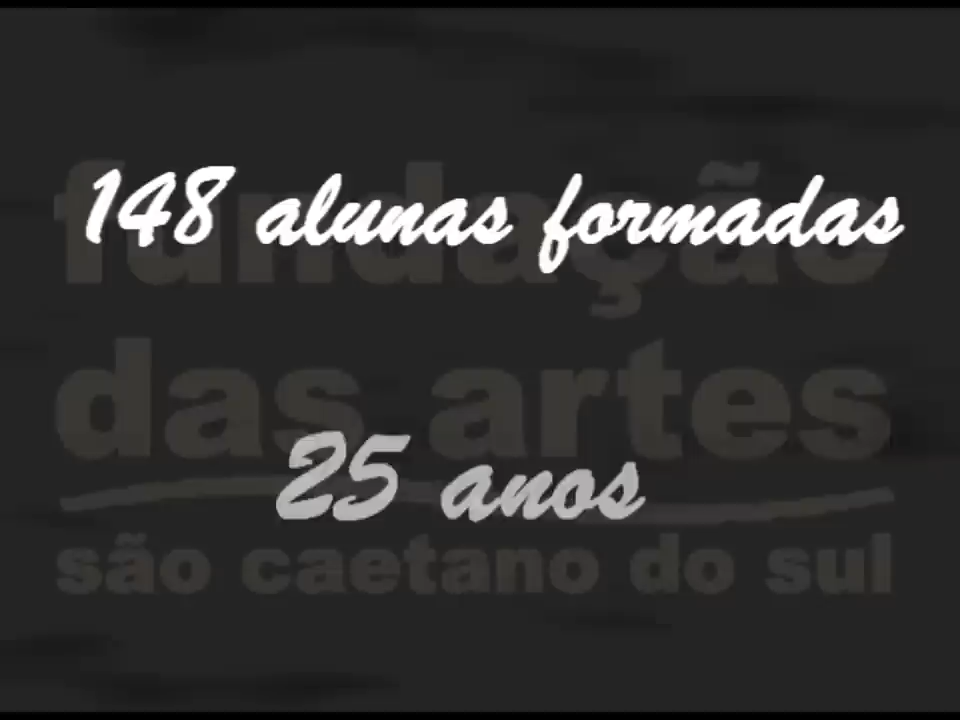 148 alunas formadas
fundação
das artes
25 anos
são caetano do sul